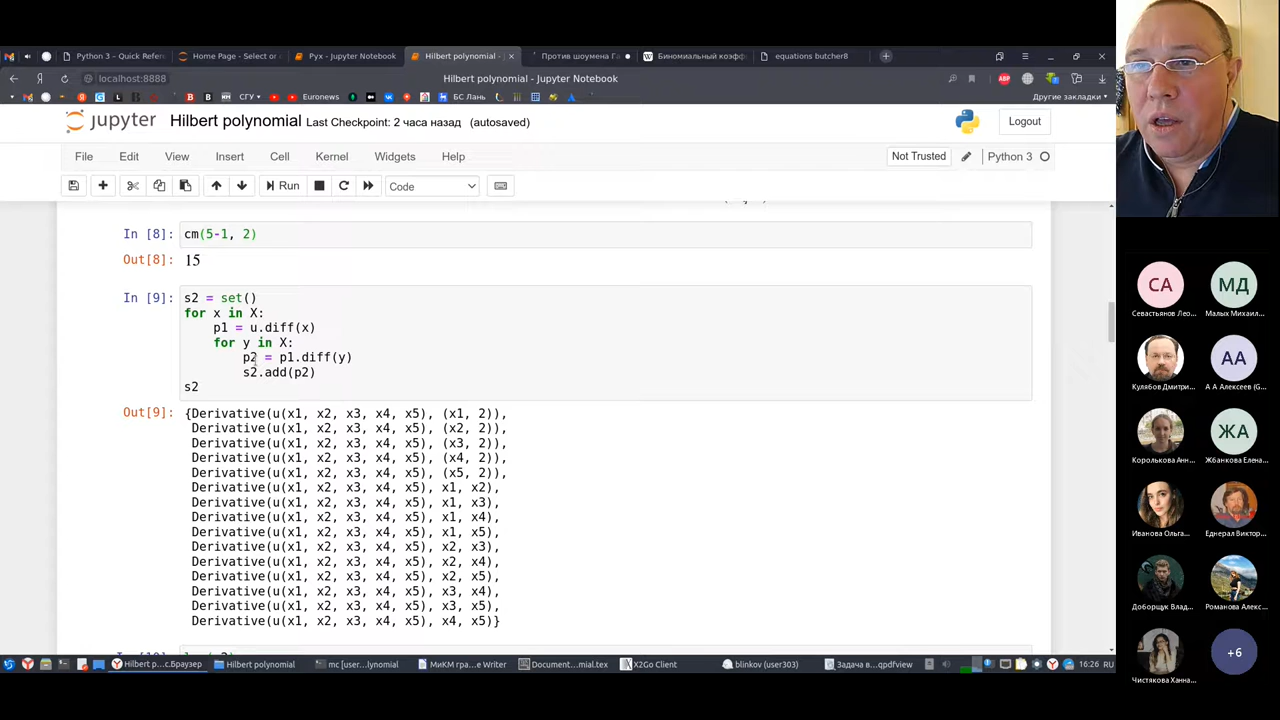 Python 3 – Quick Refer
Home Page - Select or
Рух - Jupyter Notebook
Hilbert polynomial -
Против шоумена Га
Биномиальный коэфф
equations butcher8
localhost:8888
Hilbert polynomial - Jupyter Notebook
СГУ
Euronews
БС Лань
Другие закладки
jupyter
Hilbert polynomial Last Checkpoint: 2 часа назад (autosaved)
Logout
File Edit View Insert Cell Kernel Widgets Help
Not Trusted
Python 3
Run
Code
In [8]: cm(5-1, 2)
Out[8]: 15
In [9]: s2 = set()
for x in X:
p1 = u.diff(x)
for y in X:
p2 = p1.diff(y)
s2.add(p2)
s2
Out[9]: {Derivative(u(x1, x2, x3, x4, x5), (x1, 2)),
Derivative(u(x1, x2, x3, x4, x5), (x2, 2)),
Derivative(u(x1, x2, x3, x4, x5), (x3, 2)),
Derivative(u(x1, x2, x3, x4, x5), (x4, 2)),
Derivative(u(x1, x2, x3, x4, x5), (x5, 2)),
Derivative(u(x1, x2, x3, x4, x5), x1, x2),
Derivative(u(x1, x2, x3, x4, x5), x1, x3),
Derivative(u(x1, x2, x3, x4, x5), x1, x4),
Derivative(u(x1, x2, x3, x4, x5), x1, x5),
Derivative(u(x1, x2, x3, x4, x5), x2, x3),
Derivative(u(x1, x2, x3, x4, x5), x2, x4),
Derivative(u(x1, x2, x3, x4, x5), x2, x5),
Derivative(u(x1, x2, x3, x4, x5), x3, x4),
Derivative(u(x1, x2, x3, x4, x5), x3, x5),
Derivative(u(x1, x2, x3, x4, x5), x4, x5)}
Hilbert p...с.Браузер
Hilbert polynomial
mc [user...lynomial
МиКМ гра...e Writer
Document...mial.tex
X2Go Client
blinkov (user303)
Задача в...qpdfview
16:26 RU
СА
МД
Севастьянов Лео...
Малых Михаил...
АА
Кулябов Дмитри...
А А Алексеев (G...
ЖА
Королькова Анн...
Жбанкова Елена...
Иванова Ольга...
Еднерал Виктор...
Доборщук Влад...
Романова Алекс...
+6
Чистякова Ханна...